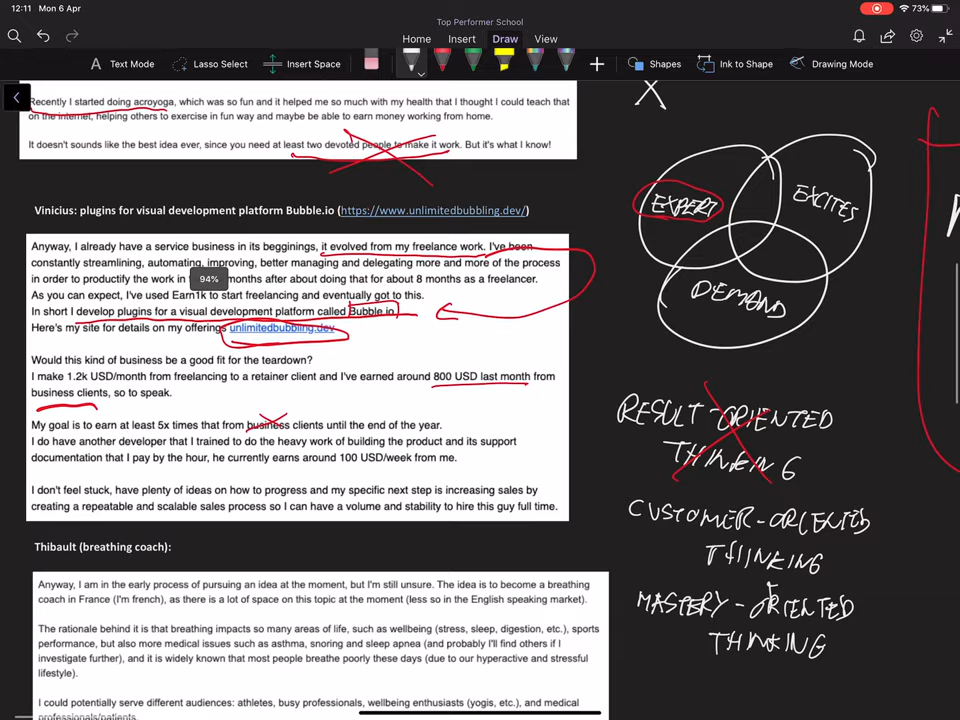 12:11 Mon 6 Apr
73%
Top Performer School
Home Insert Draw View
Text Mode Lasso Select Insert Space Shapes Ink to Shape Drawing Mode
Recently I started doing acroyoga, which was so fun and it helped me so much with my health that I thought I could teach that
on the internet, helping others to exercise in fun way and maybe be able to earn money working from home.
It doesn't sounds like the best idea ever, since you need at least two devoted people to make it work. But it's what I know!
Vinicius: plugins for visual development platform Bubble.io (https://www.unlimitedbubbling.dev/)
Anyway, I already have a service business in its begginings, it evolved from my freelance work. I've been
constantly streamlining, automating, improving, better managing and delegating more and more of the process
in order to productify the work in months after about doing that for about 8 months as a freelancer.
As you can expect, I've used Earn1k to start freelancing and eventually got to this.
In short I develop plugins for a visual development platform called Bubble.io
Here's my site for details on my offerings unlimitedbubbling.dev
94%
Would this kind of business be a good fit for the teardown?
I make 1.2k USD/month from freelancing to a retainer client and I've earned around 800 USD last month from
business clients, so to speak.
My goal is to earn at least 5x times that from business clients until the end of the year.
I do have another developer that I trained to do the heavy work of building the product and its support
documentation that I pay by the hour, he currently earns around 100 USD/week from me.
I don't feel stuck, have plenty of ideas on how to progress and my specific next step is increasing sales by
creating a repeatable and scalable sales process so I can have a volume and stability to hire this guy full time.
Thibault (breathing coach):
Anyway, I am in the early process of pursuing an idea at the moment, but I'm still unsure. The idea is to become a breathing
coach in France (I'm french), as there is a lot of space on this topic at the moment (less so in the English speaking market).
The rationale behind it is that breathing impacts so many areas of life, such as wellbeing (stress, sleep, digestion, etc.), sports
performance, but also more medical issues such as asthma, snoring and sleep apnea (and probably I'll find others if I
investigate further), and it is widely known that most people breathe poorly these days (due to our hyperactive and stressful
lifestyle).
I could potentially serve different audiences: athletes, busy professionals, wellbeing enthusiasts (yogis, etc.), and medical
professionals/patients.
X
EXPERT
EXCITES
DEMAND
RESULT-ORIENTED
THINKING
CUSTOMER-ORIENTED
THINKING
MASTERY-ORIENTED
THINKING